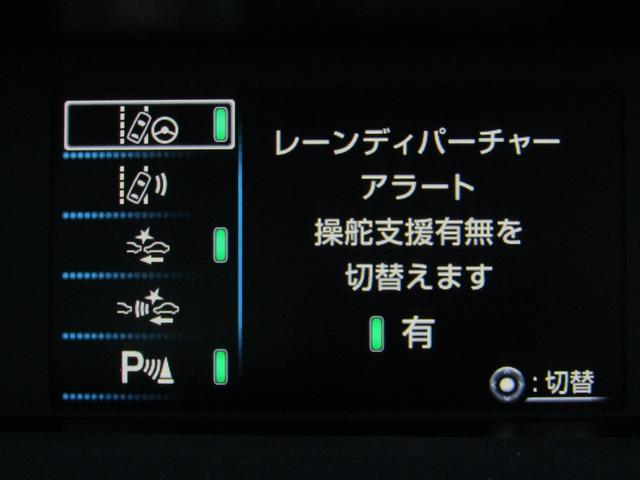 レーンディパーチャー
アラート
操舵支援有無を
切替えます
有
P
:切替